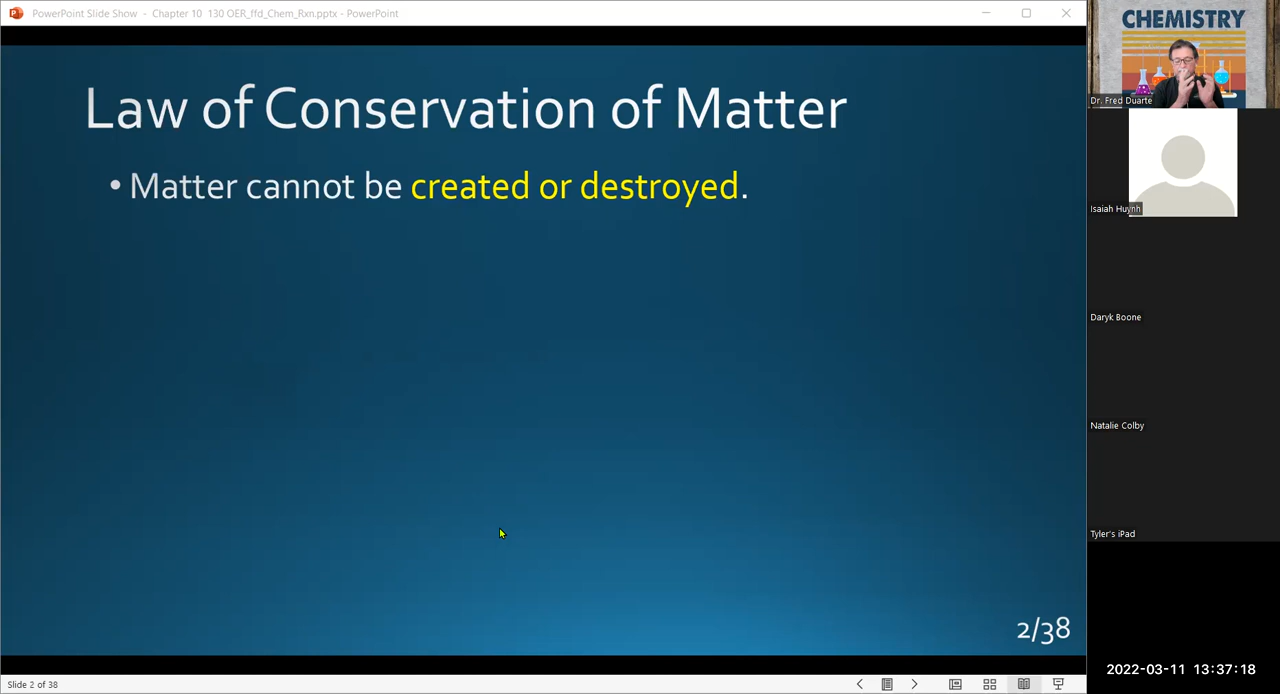 PowerPoint Slide Show - Chapter 10 130 OER_ffd_Chem_Rxn.pptx - PowerPoint
Law of Conservation of Matter
• Matter cannot be created or destroyed.
2/38
Slide 2 of 38
CHEMISTRY
Dr. Fred Duarte
Isaiah Huynh
Daryk Boone
Natalie Colby
Tyler's iPad
2022-03-11 13:37:18